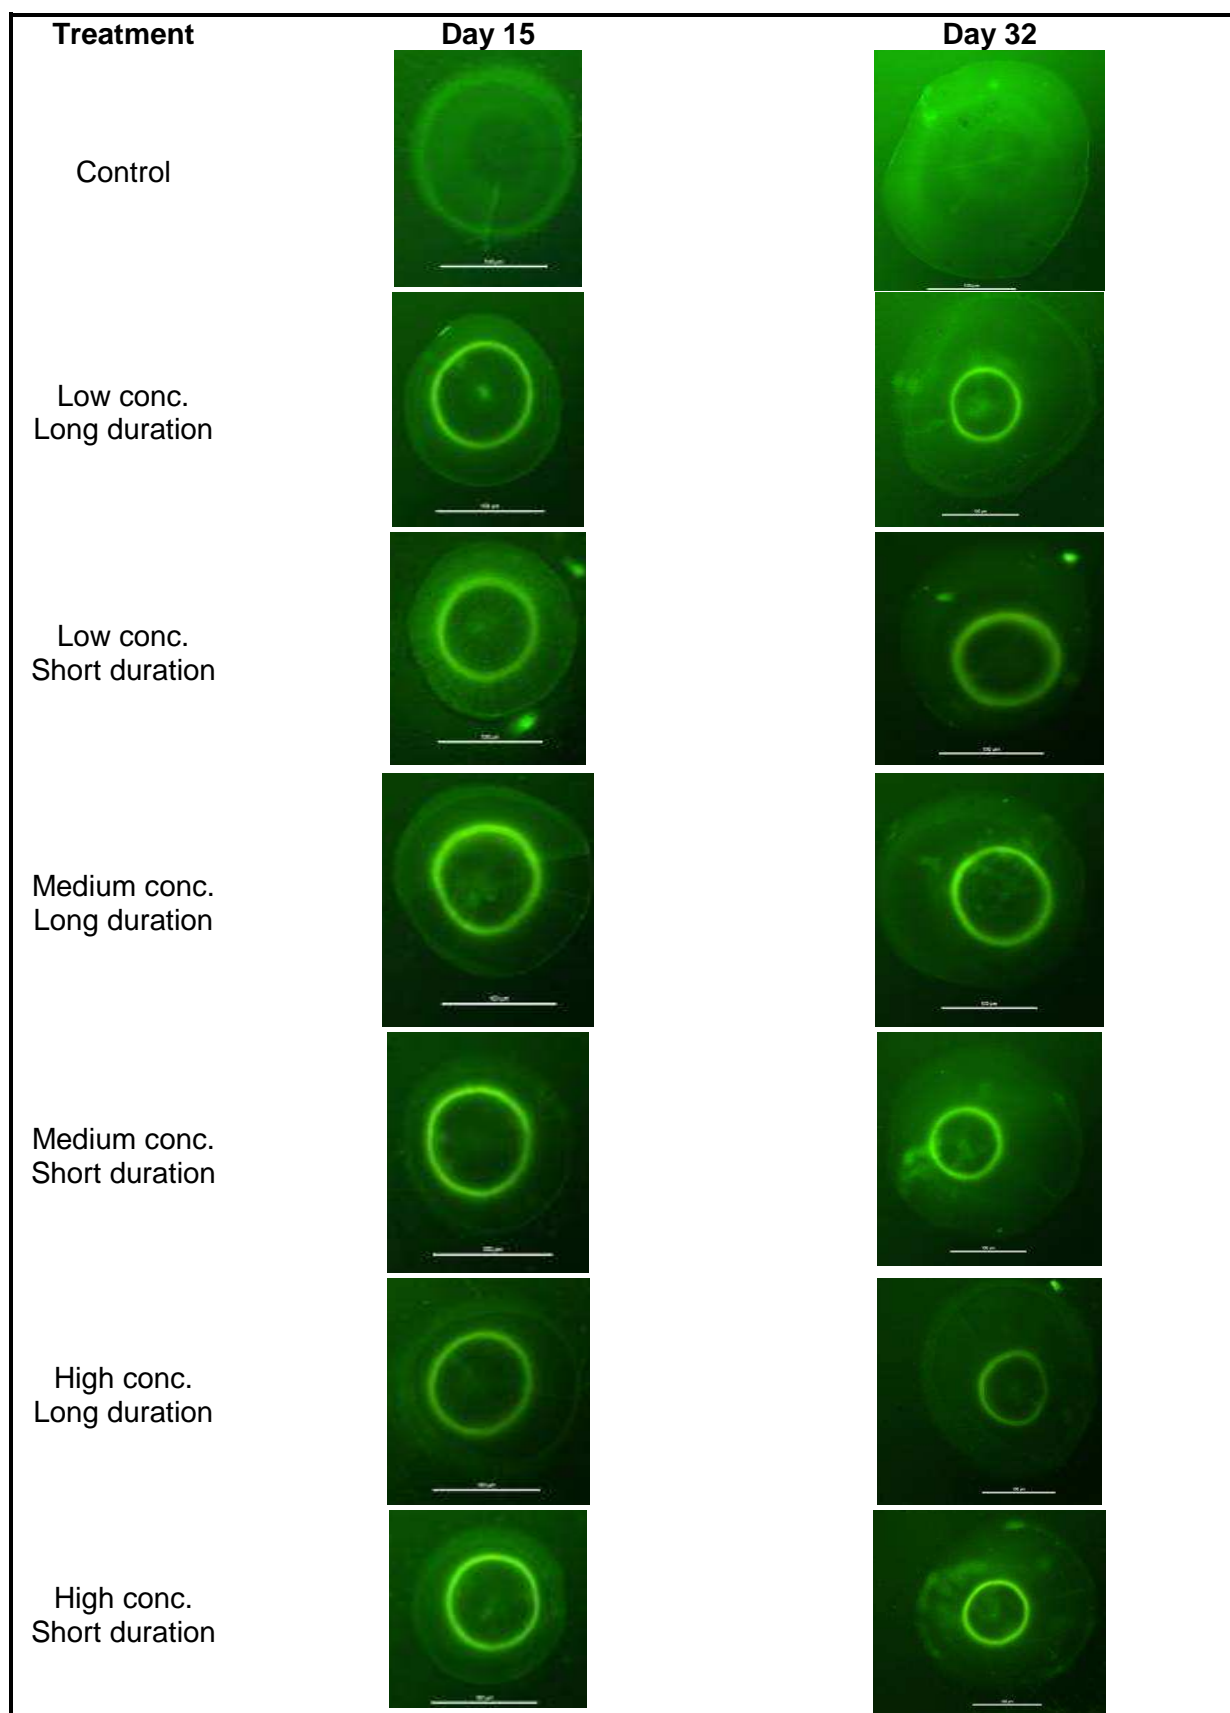 Treatment Day 15 Day 32
Control
Low conc.
Long duration
Low conc.
Short duration
Medium conc.
Long duration
Medium conc.
Short duration
High conc.
Long duration
High conc.
Short duration